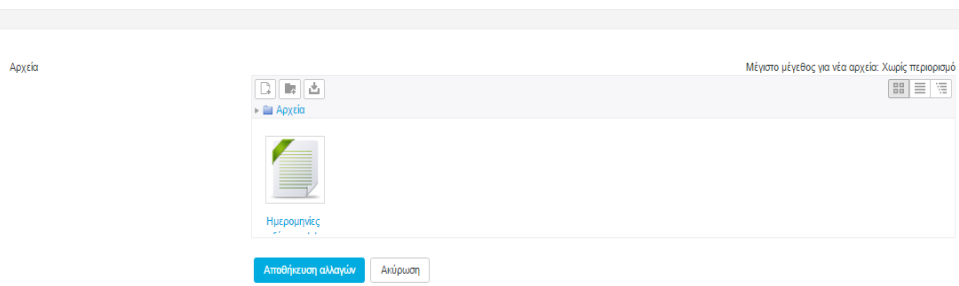 Αρχεία
Μέγιστο μέγεθος για νέα αρχεία: Χωρίς περιορισμό
Αρχεία
Ημερομηνίες
Αποθήκευση αλλαγών
Ακύρωση